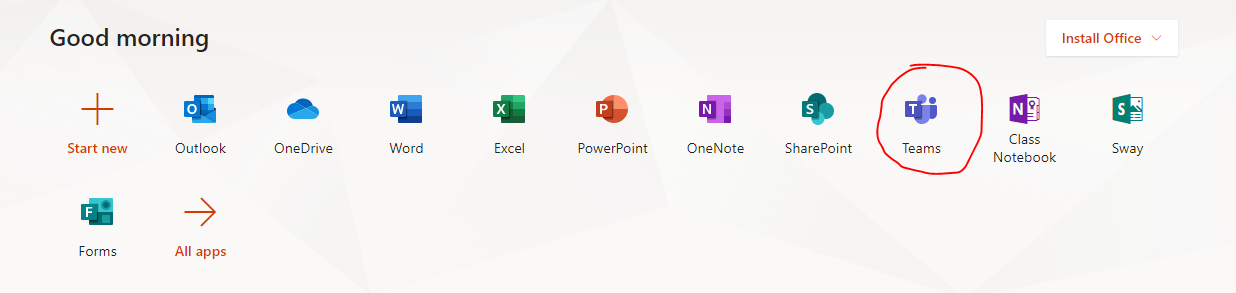 Good morning
Install Office
Start new
Outlook
OneDrive
Word
Excel
PowerPoint
OneNote
SharePoint
Teams
Class
Notebook
Sway
Forms
All apps